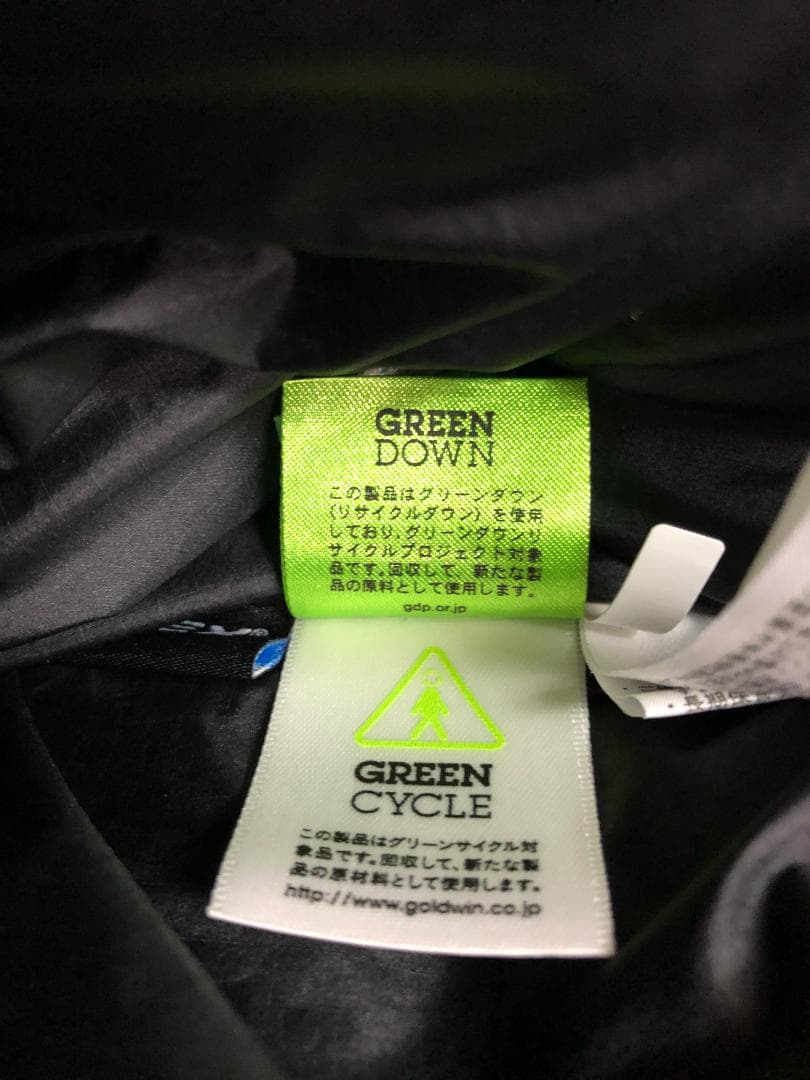 GREEN
DOWN
この製品はグリーンダウン
(リサイクルダウン)を使用
しており、グリーンダウンリ
サイクルプロジェクト対象
品です。回収して、新たな製
品の原料として使用します。
gdp.or.jp
GREEN
CYCLE
この製品はグリーンサイクル対
象品です。回収して、新たな製
品の原材料として使用します。
http://www.goldwin.co.jp